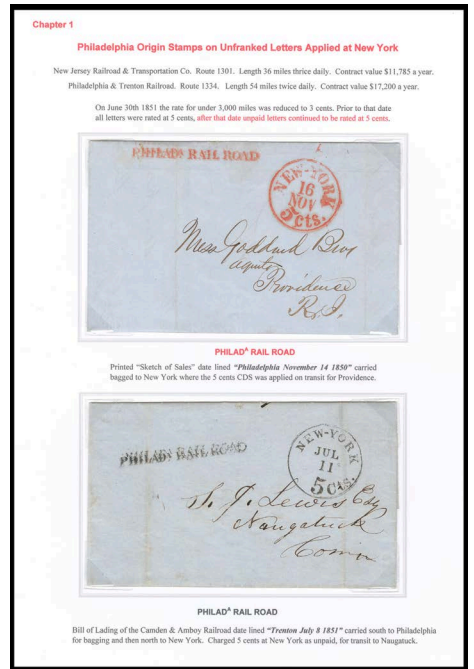 Chapter 1
Philadelphia Origin Stamps on Unfranked Letters Applied at New York
New Jersey Railroad & Transportation Co. Route 1301. Length 36 miles thrice daily. Contract value $11,785 a year.
Philadelphia & Trenton Railroad. Route 1334. Length 54 miles twice daily. Contract value $17,200 a year.
On June 30th 1851 the rate for under 3,000 miles was reduced to 3 cents. Prior to that date
all letters were rated at 5 cents, after that date unpaid letters continued to be rated at 5 cents.
PHILADA RAIL ROAD
NEW-YORK
16
NOV
5 cts.
Mess Goddard Bros
agents
Providence
R. I.
PHILADᴬ RAIL ROAD
Printed "Sketch of Sales" date lined "Philadelphia November 14 1850" carried
bagged to New York where the 5 cents CDS was applied on transit for Providence.
PHILADA RAIL ROAD
NEW-YORK
JUL
11
5 cts.
S. J. Lewis Esq
Naugatuck
Conn
PHILADᴬ RAIL ROAD
Bill of Lading of the Camden & Amboy Railroad date lined "Trenton July 8 1851" carried south to Philadelphia
for bagging and then north to New York. Charged 5 cents at New York as unpaid, for transit to Naugatuck.